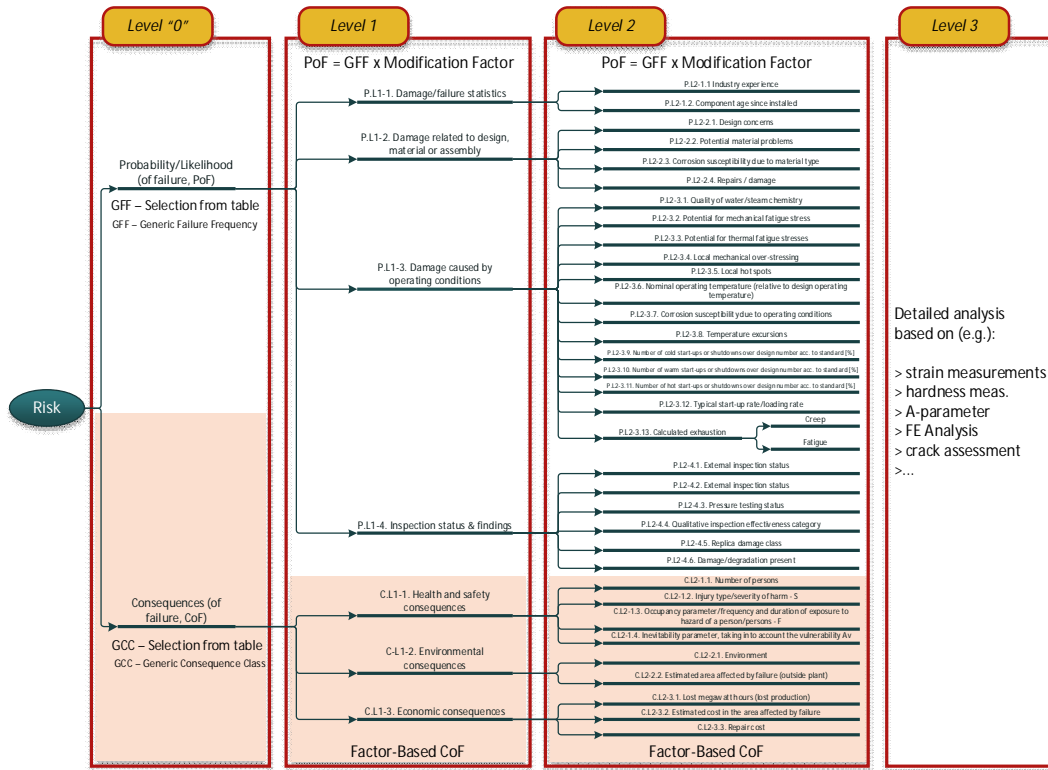 Level “0”
Level 1
Level 2
Level 3
PoF = GFF x Modification Factor
PoF = GFF x Modification Factor
Risk
Probability/Likelihood
(of failure, PoF)
GFF – Selection from table
GFF – Generic Failure Frequency
P.L1-1. Damage/failure statistics
P.L1-2. Damage related to design,
material or assembly
P.L1-3. Damage caused by
operating conditions
P.L1-4. Inspection status & findings
P.L2-1.1 Industry experience
P.L2-1.2. Component age since installed
P.L2-2.1. Design concerns
P.L2-2.2. Potential material problems
P.L2-2.3. Corrosion susceptibility due to material type
P.L2-2.4. Repairs / damage
P.L2-3.1. Quality of water/steam chemistry
P.L2-3.2. Potential for mechanical fatigue stress
P.L2-3.3. Potential for thermal fatigue stresses
P.L2-3.4. Local mechanical over-stressing
P.L2-3.5. Local hot spots
P.L2-3.6. Nominal operating temperature (relative to design operating
temperature)
P.L2-3.7. Corrosion susceptibility due to operating conditions
P.L2-3.8. Temperature excursions
P.L2-3.9. Number of cold start-ups or shutdowns over design number acc. to standard [%]
P.L2-3.10. Number of warm start-ups or shutdowns over design number acc. to standard [%]
P.L2-3.11. Number of hot start-ups or shutdowns over design number acc. to standard [%]
P.L2-3.12. Typical start-up rate/loading rate
P.L2-3.13. Calculated exhaustion
Creep
Fatigue
P.L2-4.1. External inspection status
P.L2-4.2. External inspection status
P.L2-4.3. Pressure testing status
P.L2-4.4. Qualitative inspection effectiveness category
P.L2-4.5. Replica damage class
P.L2-4.6. Damage/degradation present
Consequences (of
failure, CoF)
GCC – Selection from table
GCC – Generic Consequence Class
C.L1-1. Health and safety
consequences
C-L1-2. Environmental
consequences
C.L1-3. Economic consequences
Factor-Based CoF
C.L2-1.1. Number of persons
C.L2-1.2. Injury type/severity of harm - S
C.L2-1.3. Occupancy parameter/frequency and duration of exposure to
hazard of a person/persons - F
C.L2-1.4. Inevitability parameter, taking into account the vulnerability Av
C.L2-2.1. Environment
C.L2-2.2. Estimated area affected by failure (outside plant)
C.L2-3.1. Lost megawatt hours (lost production)
C.L2-3.2. Estimated cost in the area affected by failure
C.L2-3.3. Repair cost
Factor-Based CoF
Detailed analysis
based on (e.g.):
> strain measurements
> hardness meas.
> A-parameter
> FE Analysis
> crack assessment
>...